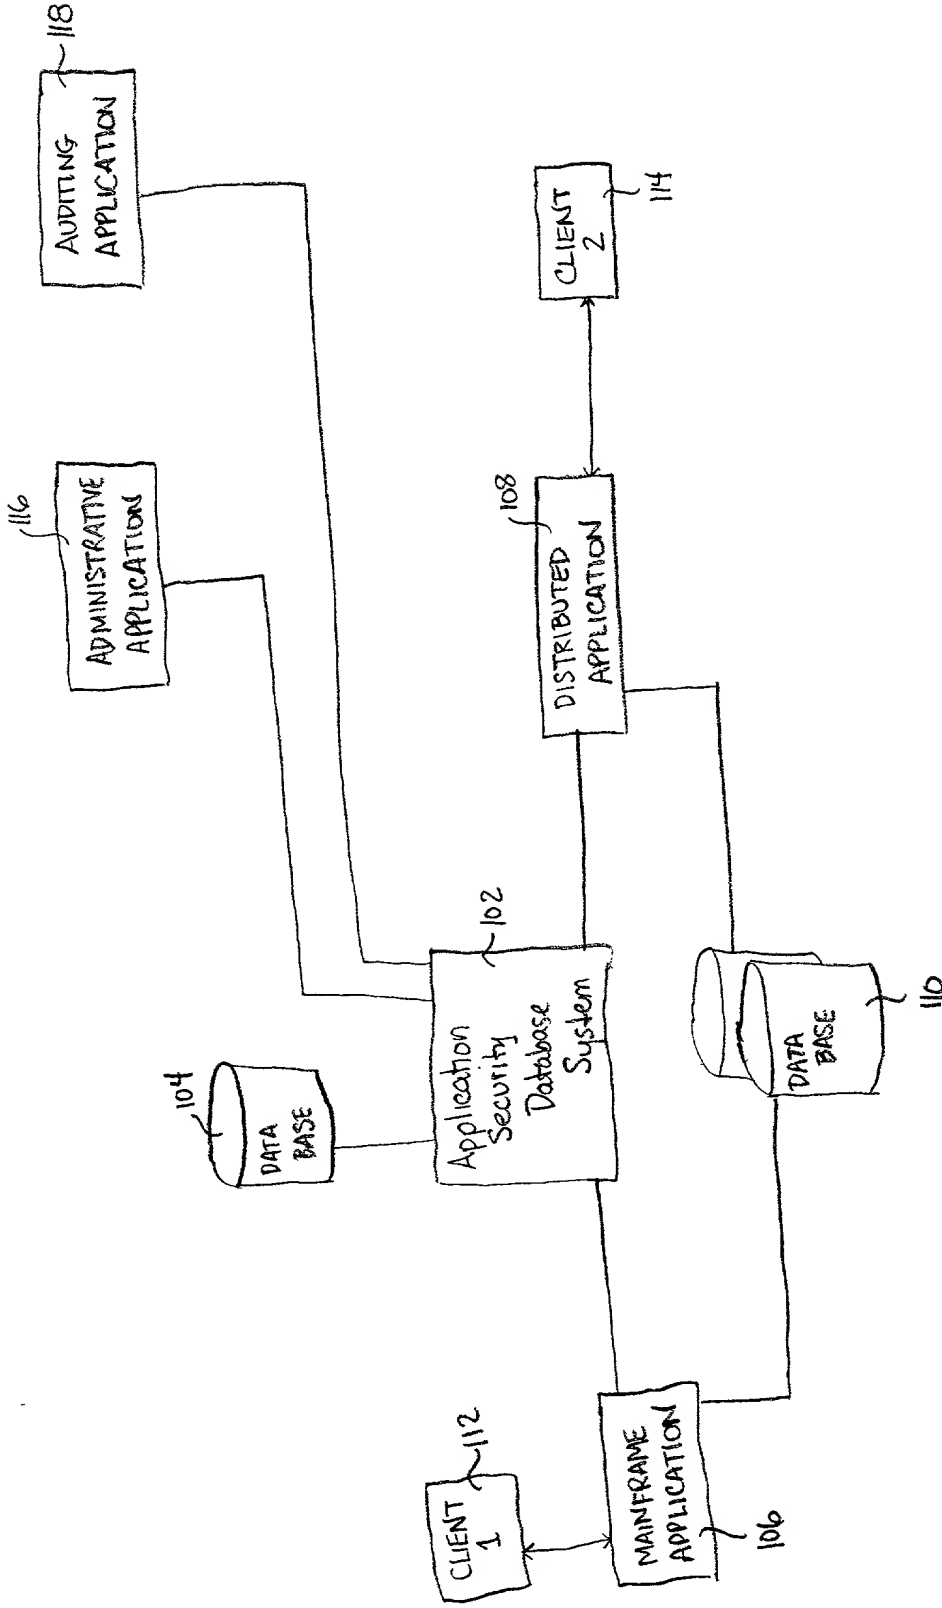 118
AUDITING
APPLICATION
116
ADMINISTRATIVE
APPLICATION
104
DATA
BASE
102
Application
Security
Database
System
108
DISTRIBUTED
APPLICATION
CLIENT
2
114
112
CLIENT
1
MAINFRAME
APPLICATION
106
DATA
BASE
110